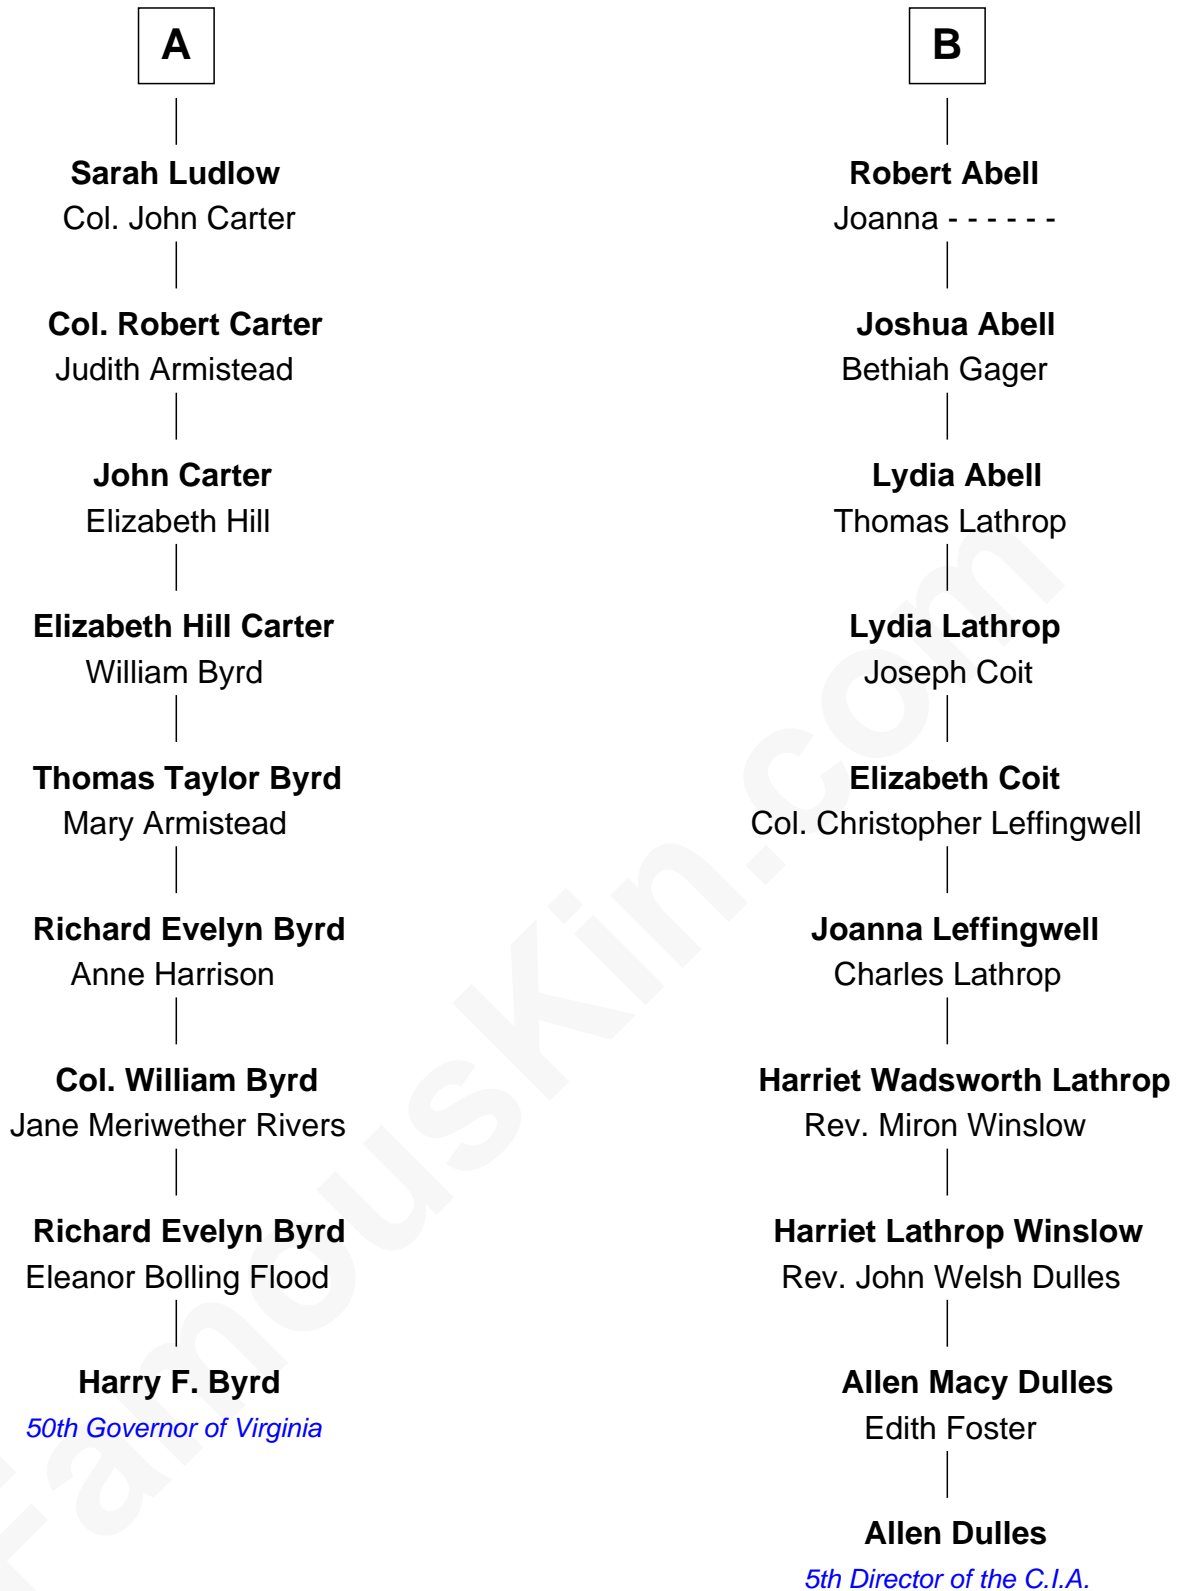 A
Sarah Ludlow
Col. John Carter
Col. Robert Carter
Judith Armistead
John Carter
Elizabeth Hill
Elizabeth Hill Carter
William Byrd
Thomas Taylor Byrd
Mary Armistead
Richard Evelyn Byrd
Anne Harrison
Col. William Byrd
Jane Meriwether Rivers
Richard Evelyn Byrd
Eleanor Bolling Flood
Harry F. Byrd
50th Governor of Virginia
B
Robert Abell
Joanna - - - - - -
Joshua Abell
Bethiah Gager
Lydia Abell
Thomas Lathrop
Lydia Lathrop
Joseph Coit
Elizabeth Coit
Col. Christopher Leffingwell
Joanna Leffingwell
Charles Lathrop
Harriet Wadsworth Lathrop
Rev. Miron Winslow
Harriet Lathrop Winslow
Rev. John Welsh Dulles
Allen Macy Dulles
Edith Foster
Allen Dulles
5th Director of the C.I.A.
FamousKin.com